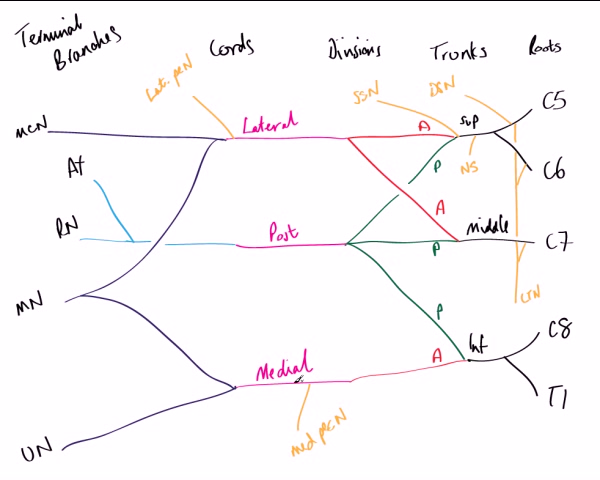 Terminal
Branches
Cords
Divisions
Trunks
Roots
Lat. pecN
SSN
DSN
C5
MCN
Lateral
A
Sup
P
NS
C6
Ax
RN
Post
A
middle
P
C7
MN
P
LTN
Inf
C8
Medial
A
T1
med pecN
UN